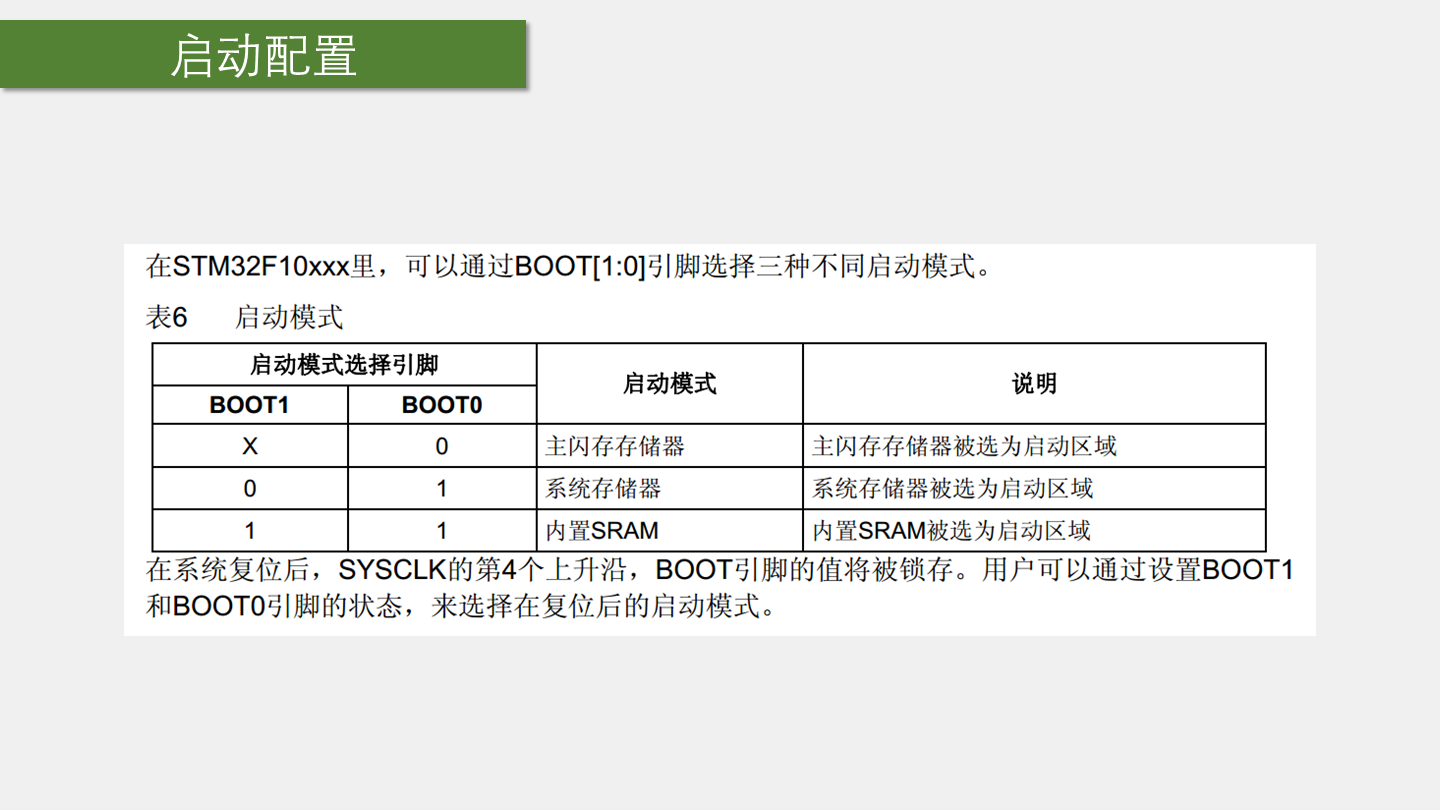 启动配置
在STM32F10xxx里，可以通过BOOT[1:0]引脚选择三种不同启动模式。
表6 启动模式
启动模式选择引脚 启动模式 说明
BOOT1 BOOT0
X 0 主闪存存储器 主闪存存储器被选为启动区域
0 1 系统存储器 系统存储器被选为启动区域
1 1 内置SRAM 内置SRAM被选为启动区域
在系统复位后，SYSCLK的第4个上升沿，BOOT引脚的值将被锁存。用户可以通过设置BOOT1
和BOOT0引脚的状态，来选择在复位后的启动模式。